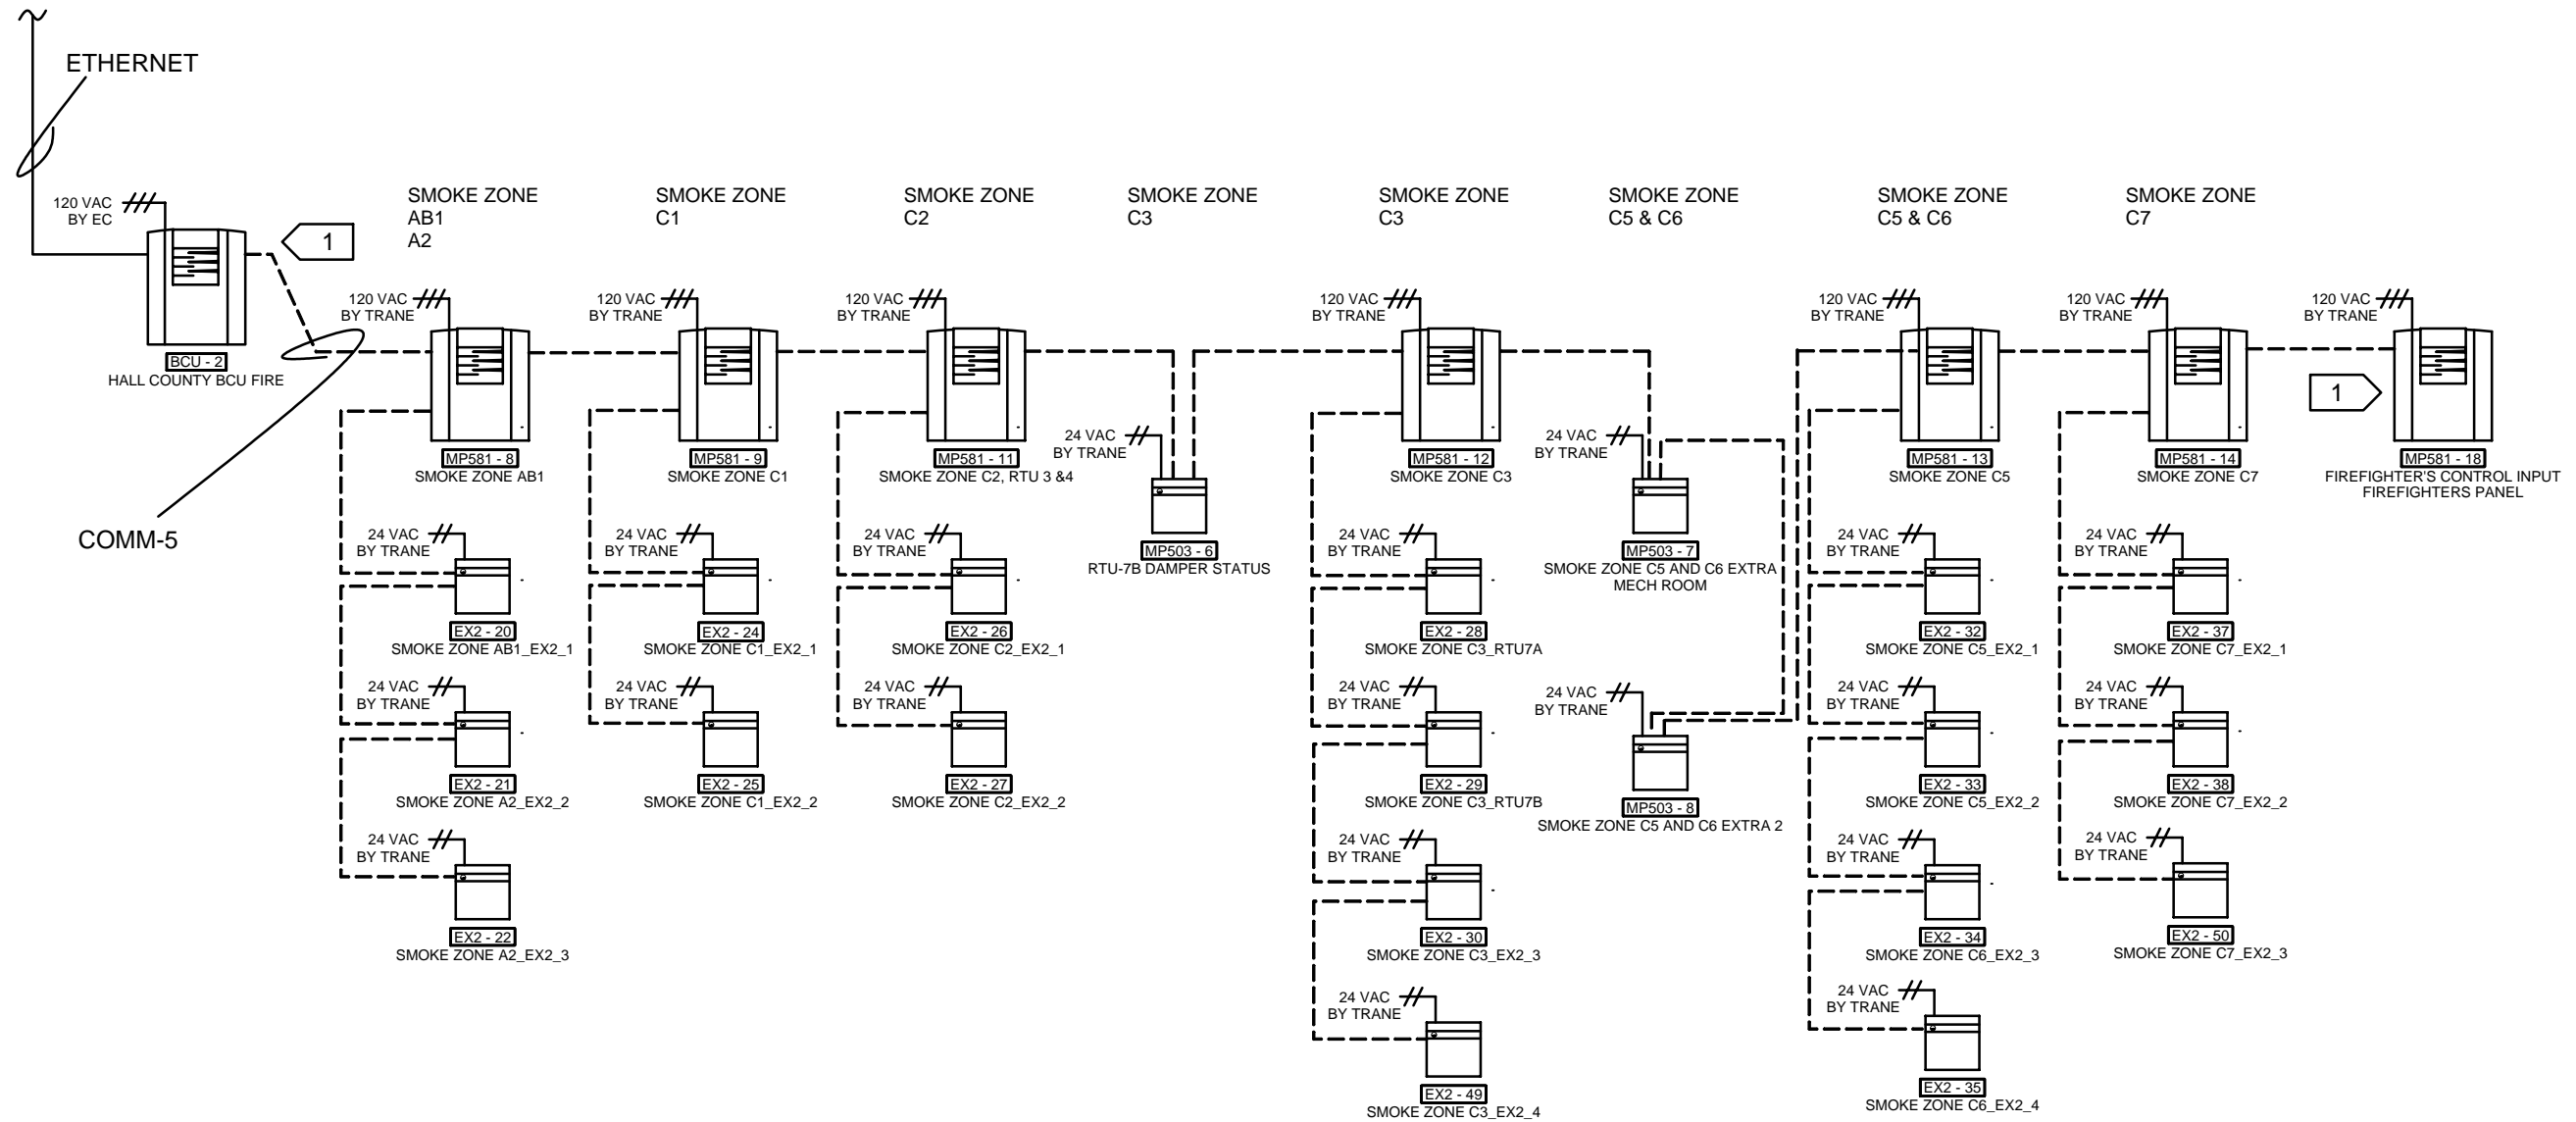 ETHERNET
120 VAC
BY EC
1
BCU - 2
HALL COUNTY BCU FIRE
COMM-5
SMOKE ZONE
AB1
A2
120 VAC
BY TRANE
MP581 - 8
SMOKE ZONE AB1
24 VAC
BY TRANE
EX2 - 20
SMOKE ZONE AB1_EX2_1
24 VAC
BY TRANE
EX2 - 21
SMOKE ZONE A2_EX2_2
24 VAC
BY TRANE
EX2 - 22
SMOKE ZONE A2_EX2_3
SMOKE ZONE
C1
120 VAC
BY TRANE
MP581 - 9
SMOKE ZONE C1
24 VAC
BY TRANE
EX2 - 24
SMOKE ZONE C1_EX2_1
24 VAC
BY TRANE
EX2 - 25
SMOKE ZONE C1_EX2_2
SMOKE ZONE
C2
120 VAC
BY TRANE
MP581 - 11
SMOKE ZONE C2, RTU 3 &4
24 VAC
BY TRANE
EX2 - 26
SMOKE ZONE C2_EX2_1
24 VAC
BY TRANE
EX2 - 27
SMOKE ZONE C2_EX2_2
SMOKE ZONE
C3
24 VAC
BY TRANE
MP503 - 6
RTU-7B DAMPER STATUS
SMOKE ZONE
C3
120 VAC
BY TRANE
MP581 - 12
SMOKE ZONE C3
24 VAC
BY TRANE
EX2 - 28
SMOKE ZONE C3_RTU7A
24 VAC
BY TRANE
EX2 - 29
SMOKE ZONE C3_RTU7B
24 VAC
BY TRANE
EX2 - 30
SMOKE ZONE C3_EX2_3
24 VAC
BY TRANE
EX2 - 49
SMOKE ZONE C3_EX2_4
SMOKE ZONE
C5 & C6
24 VAC
BY TRANE
MP503 - 7
SMOKE ZONE C5 AND C6 EXTRA
MECH ROOM
24 VAC
BY TRANE
MP503 - 8
SMOKE ZONE C5 AND C6 EXTRA 2
SMOKE ZONE
C5 & C6
120 VAC
BY TRANE
MP581 - 13
SMOKE ZONE C5
24 VAC
BY TRANE
EX2 - 32
SMOKE ZONE C5_EX2_1
24 VAC
BY TRANE
EX2 - 33
SMOKE ZONE C5_EX2_2
24 VAC
BY TRANE
EX2 - 34
SMOKE ZONE C6_EX2_3
24 VAC
BY TRANE
EX2 - 35
SMOKE ZONE C6_EX2_4
SMOKE ZONE
C7
120 VAC
BY TRANE
MP581 - 14
SMOKE ZONE C7
24 VAC
BY TRANE
EX2 - 37
SMOKE ZONE C7_EX2_1
24 VAC
BY TRANE
EX2 - 38
SMOKE ZONE C7_EX2_2
24 VAC
BY TRANE
EX2 - 50
SMOKE ZONE C7_EX2_3
120 VAC
BY TRANE
1
MP581 - 18
FIREFIGHTER'S CONTROL INPUT
FIREFIGHTERS PANEL